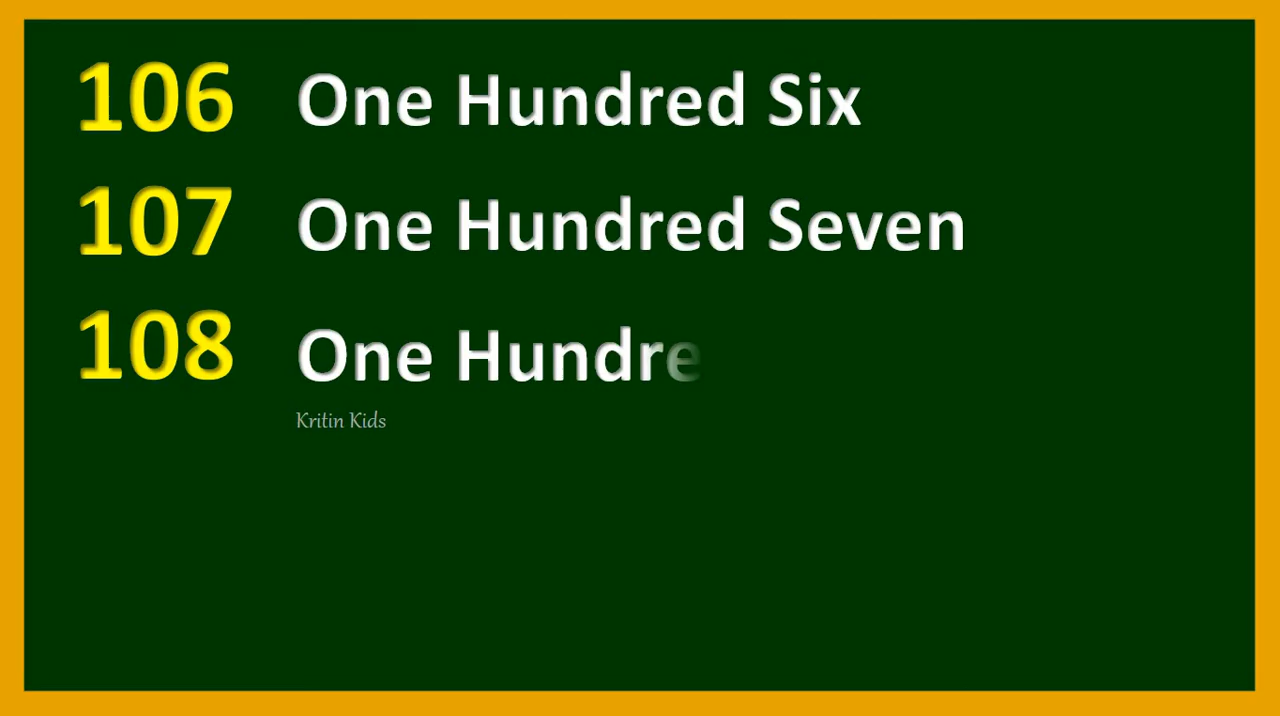 106 One Hundred Six
107 One Hundred Seven
108 One Hundre
Kritin Kids